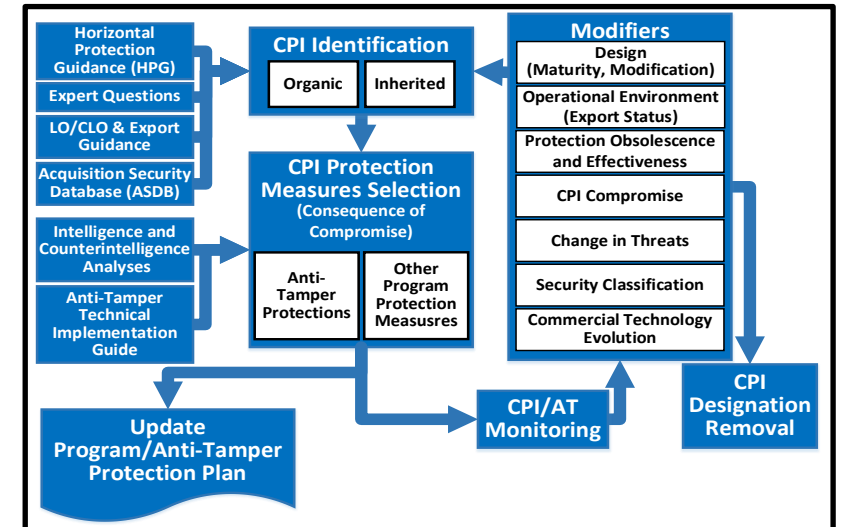 Horizontal
Protection
Guidance (HPG)
Expert Questions
LO/CLO & Export
Guidance
Acquisition Security
Database (ASDB)
Intelligence and
Counterintelligence
Analyses
Anti-Tamper
Technical
Implementation
Guide
CPI Identification
Organic
Inherited
CPI Protection
Measures Selection
(Consequence of
Compromise)
Anti-
Tamper
Protections
Other
Program
Protection
Measusres
Modifiers
Design
(Maturity, Modification)
Operational Environment
(Export Status)
Protection Obsolescence
and Effectiveness
CPI Compromise
Change in Threats
Security Classification
Commercial Technology
Evolution
Update
Program/Anti-Tamper
Protection Plan
CPI/AT
Monitoring
CPI
Designation
Removal